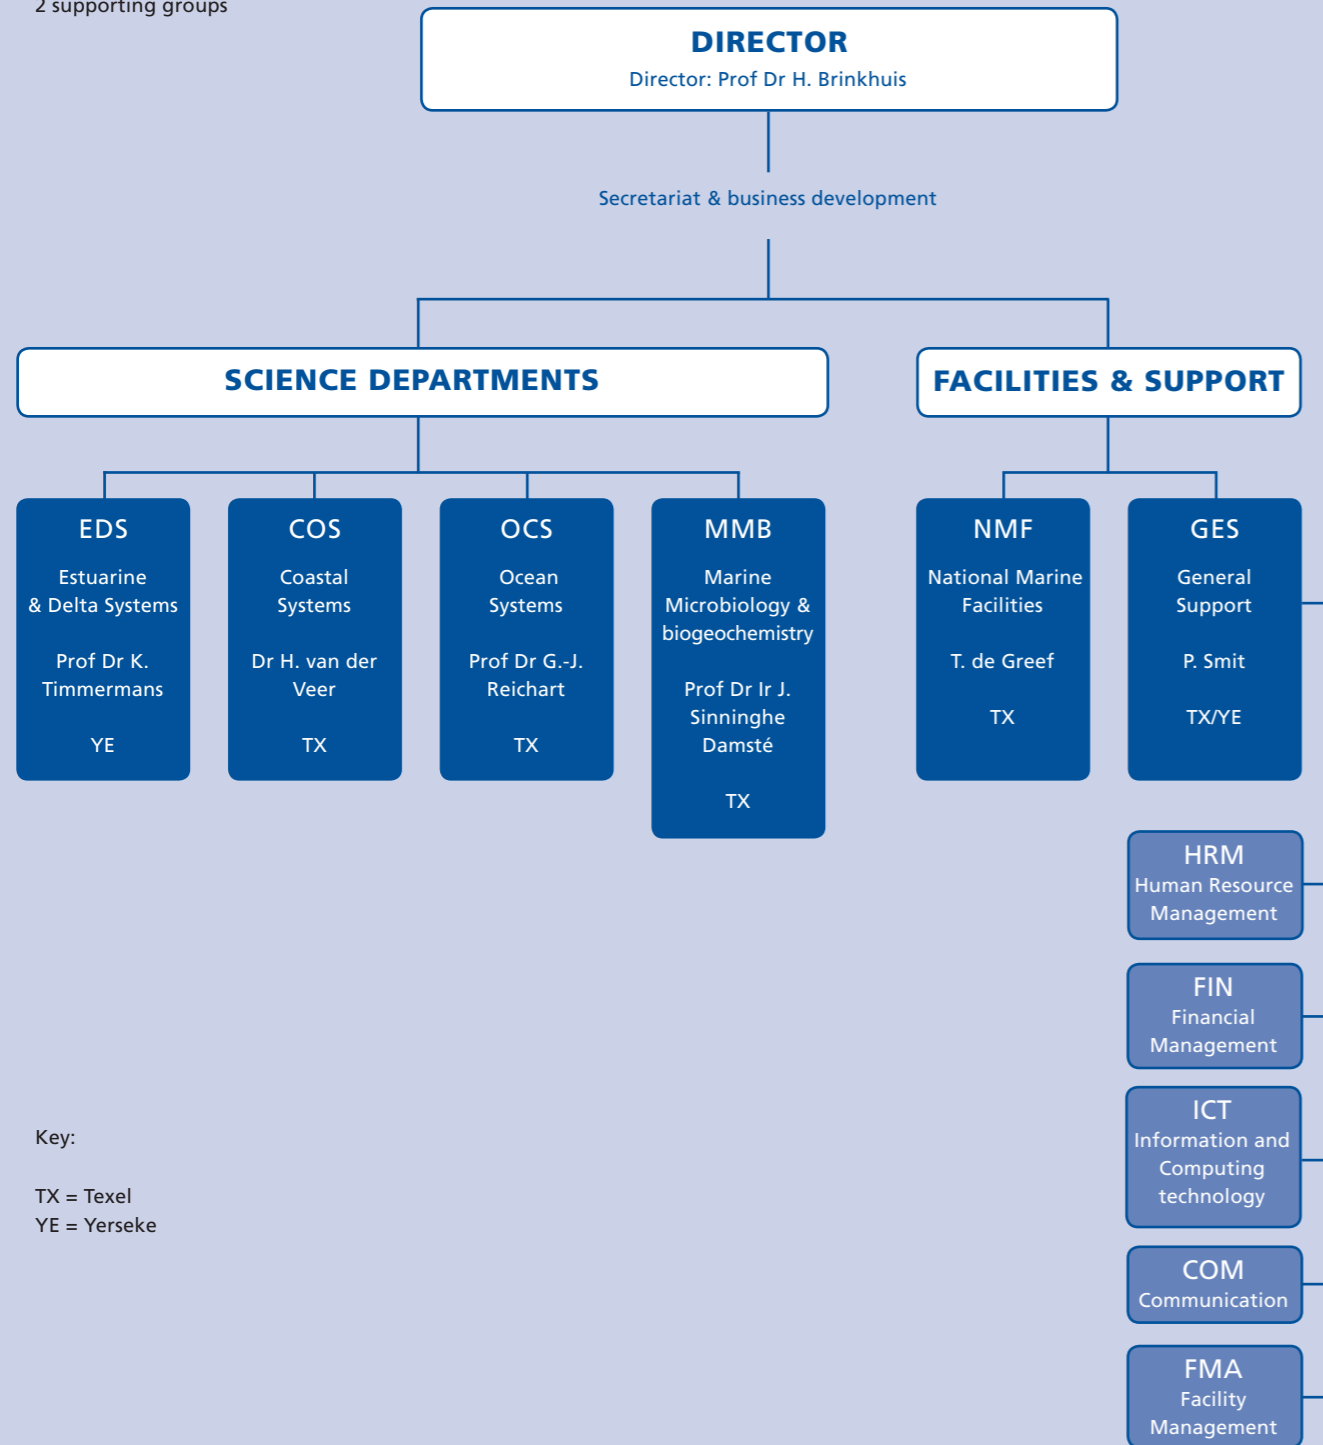 2 supporting groups
DIRECTOR
Director: Prof Dr H. Brinkhuis
Secretariat & business development
SCIENCE DEPARTMENTS
FACILITIES & SUPPORT
EDS
Estuarine
& Delta Systems
Prof Dr K.
Timmermans
YE
COS
Coastal
Systems
Dr H. van der
Veer
TX
OCS
Ocean
Systems
Prof Dr G.-J.
Reichart
TX
MMB
Marine
Microbiology &
biogeochemistry
Prof Dr Ir J.
Sinninghe
Damsté
TX
NMF
National Marine
Facilities
T. de Greef
TX
GES
General
Support
P. Smit
TX/YE
HRM
Human Resource
Management
FIN
Financial
Management
ICT
Information and
Computing
technology
COM
Communication
FMA
Facility
Management
Key:
TX = Texel
YE = Yerseke